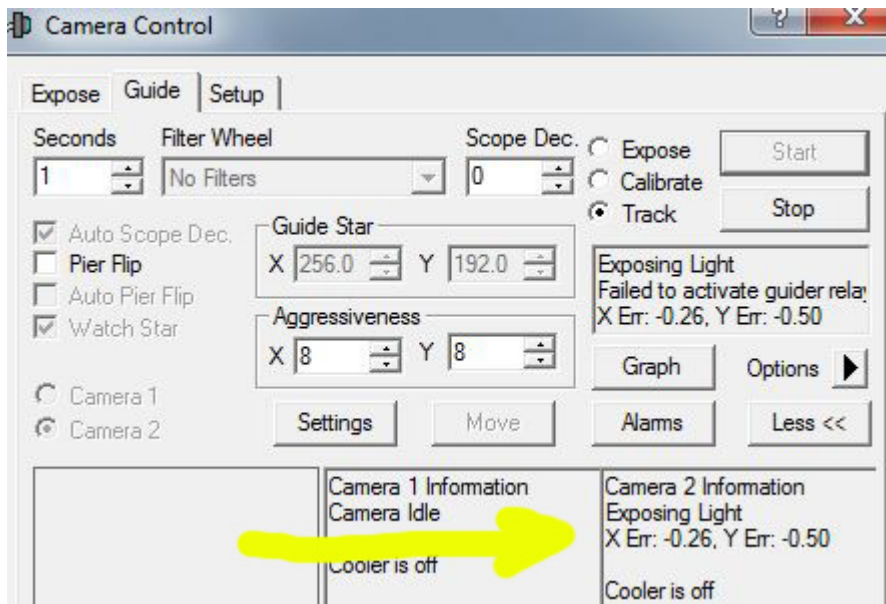 Camera Control
?
X
Expose Guide Setup
Seconds Filter Wheel Scope Dec.
1 No Filters 0
Expose
Calibrate
Track
Start
Stop
Auto Scope Dec.
Pier Flip
Auto Pier Flip
Watch Star
Guide Star
X 256.0 Y 192.0
Aggressiveness
X 8 Y 8
Exposing Light
Failed to activate guider relay
X Err: -0.26, Y Err: -0.50
Graph Options
Camera 1
Camera 2
Settings Move Alarms Less <<
Camera 1 Information
Camera Idle
Cooler is off
Camera 2 Information
Exposing Light
X Err: -0.26, Y Err: -0.50
Cooler is off